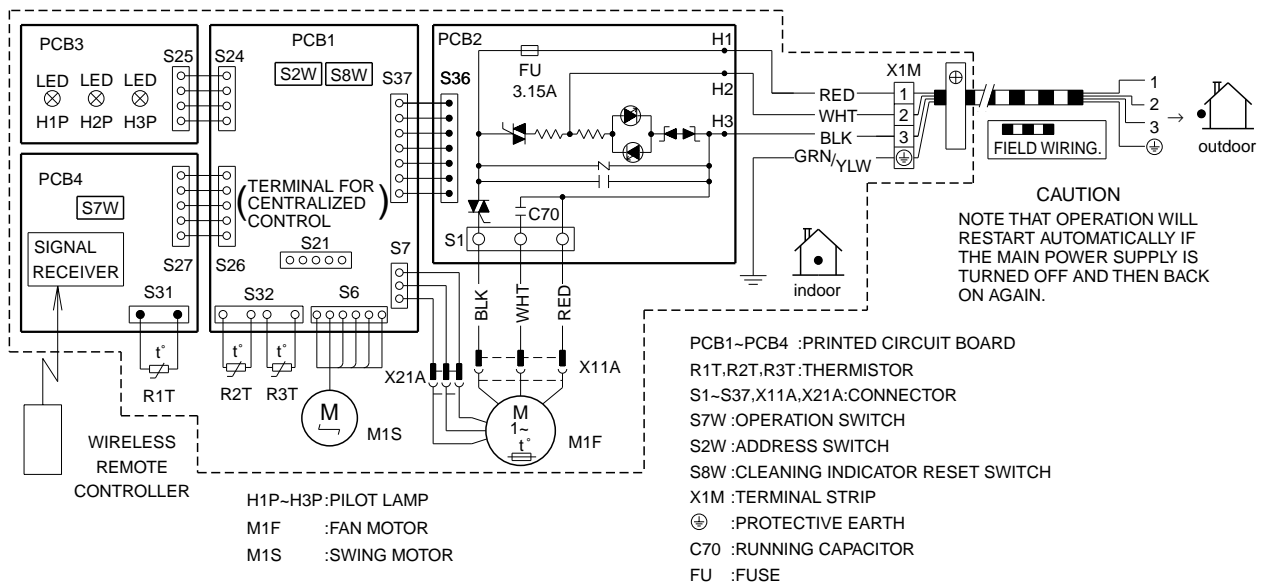 PCB3
LED LED LED
H1P H2P H3P
S25
S24
PCB1
S2W S8W
S37
PCB2
S36
FU
3.15A
H1
H2
H3
RED
WHT
BLK
GRN/YLW
X1M
1
2
3
FIELD WIRING.
1
2
3
→
outdoor
PCB4
S7W
SIGNAL
RECEIVER
S27
S26
(TERMINAL FOR
CENTRALIZED
CONTROL)
S21
S7
S31
S32
S6
C70
S1
BLK
WHT
RED
indoor
CAUTION
NOTE THAT OPERATION WILL
RESTART AUTOMATICALLY IF
THE MAIN POWER SUPPLY IS
TURNED OFF AND THEN BACK
ON AGAIN.
t°
R1T
t°
R2T
t°
R3T
M
M1S
X21A
X11A
M
1~
t°
M1F
WIRELESS
REMOTE
CONTROLLER
H1P~H3P:PILOT LAMP
M1F :FAN MOTOR
M1S :SWING MOTOR
PCB1~PCB4 :PRINTED CIRCUIT BOARD
R1T,R2T,R3T:THERMISTOR
S1~S37,X11A,X21A:CONNECTOR
S7W :OPERATION SWITCH
S2W :ADDRESS SWITCH
S8W :CLEANING INDICATOR RESET SWITCH
X1M :TERMINAL STRIP
:PROTECTIVE EARTH
C70 :RUNNING CAPACITOR
FU :FUSE